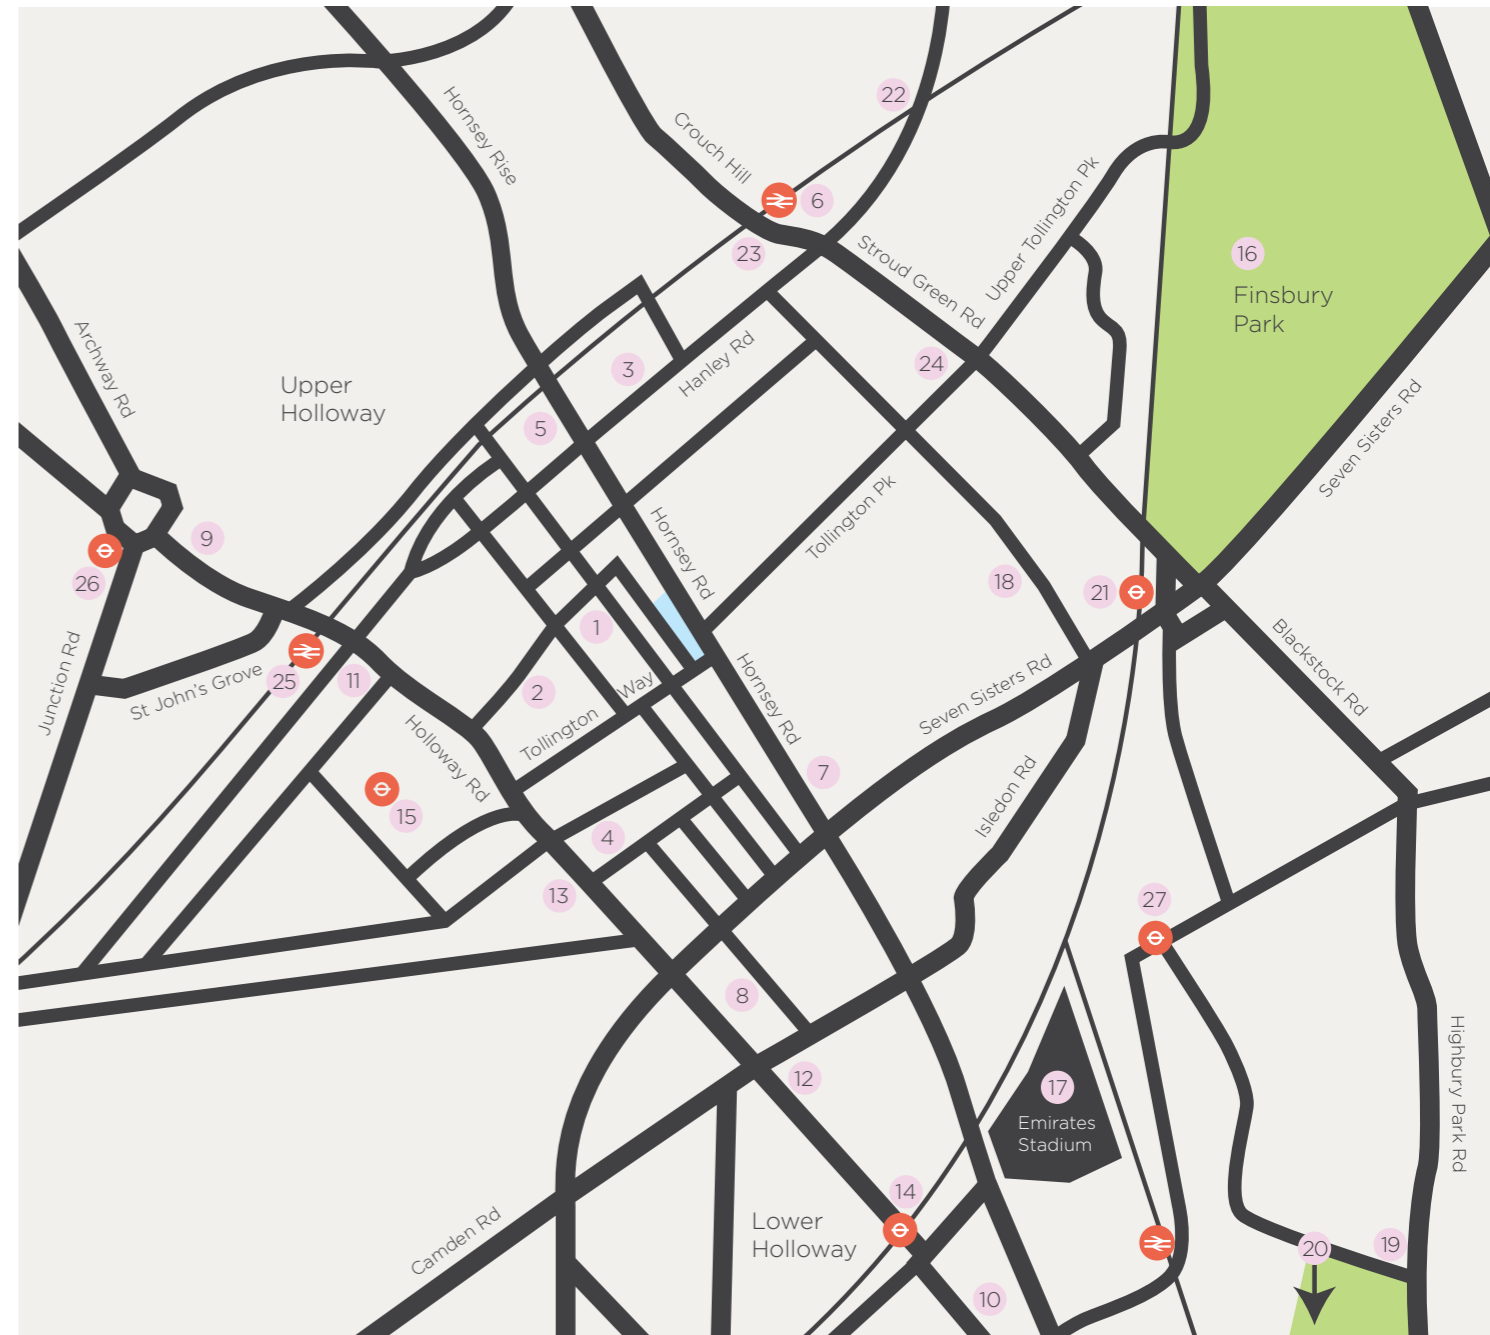 Hornsey Rise
22
Crouch Hill
6
Upper Tollington Pk
23
Stroud Green Rd
16
Finsbury
Park
Archway Rd
Upper
Holloway
3
Hanley Rd
24
5
Seven Sisters Rd
Tollington Pk
Hornsey Rd
9
26
18
21
1
Blackstock Rd
Junction Rd
St John's Grove
25
11
2
Tollington
Way
Hornsey Rd
Seven Sisters Rd
Holloway Rd
7
Isledon Rd
15
4
13
27
8
12
17
Emirates
Stadium
Highbury Park Rd
14
Lower
Holloway
Camden Rd
20
19
10